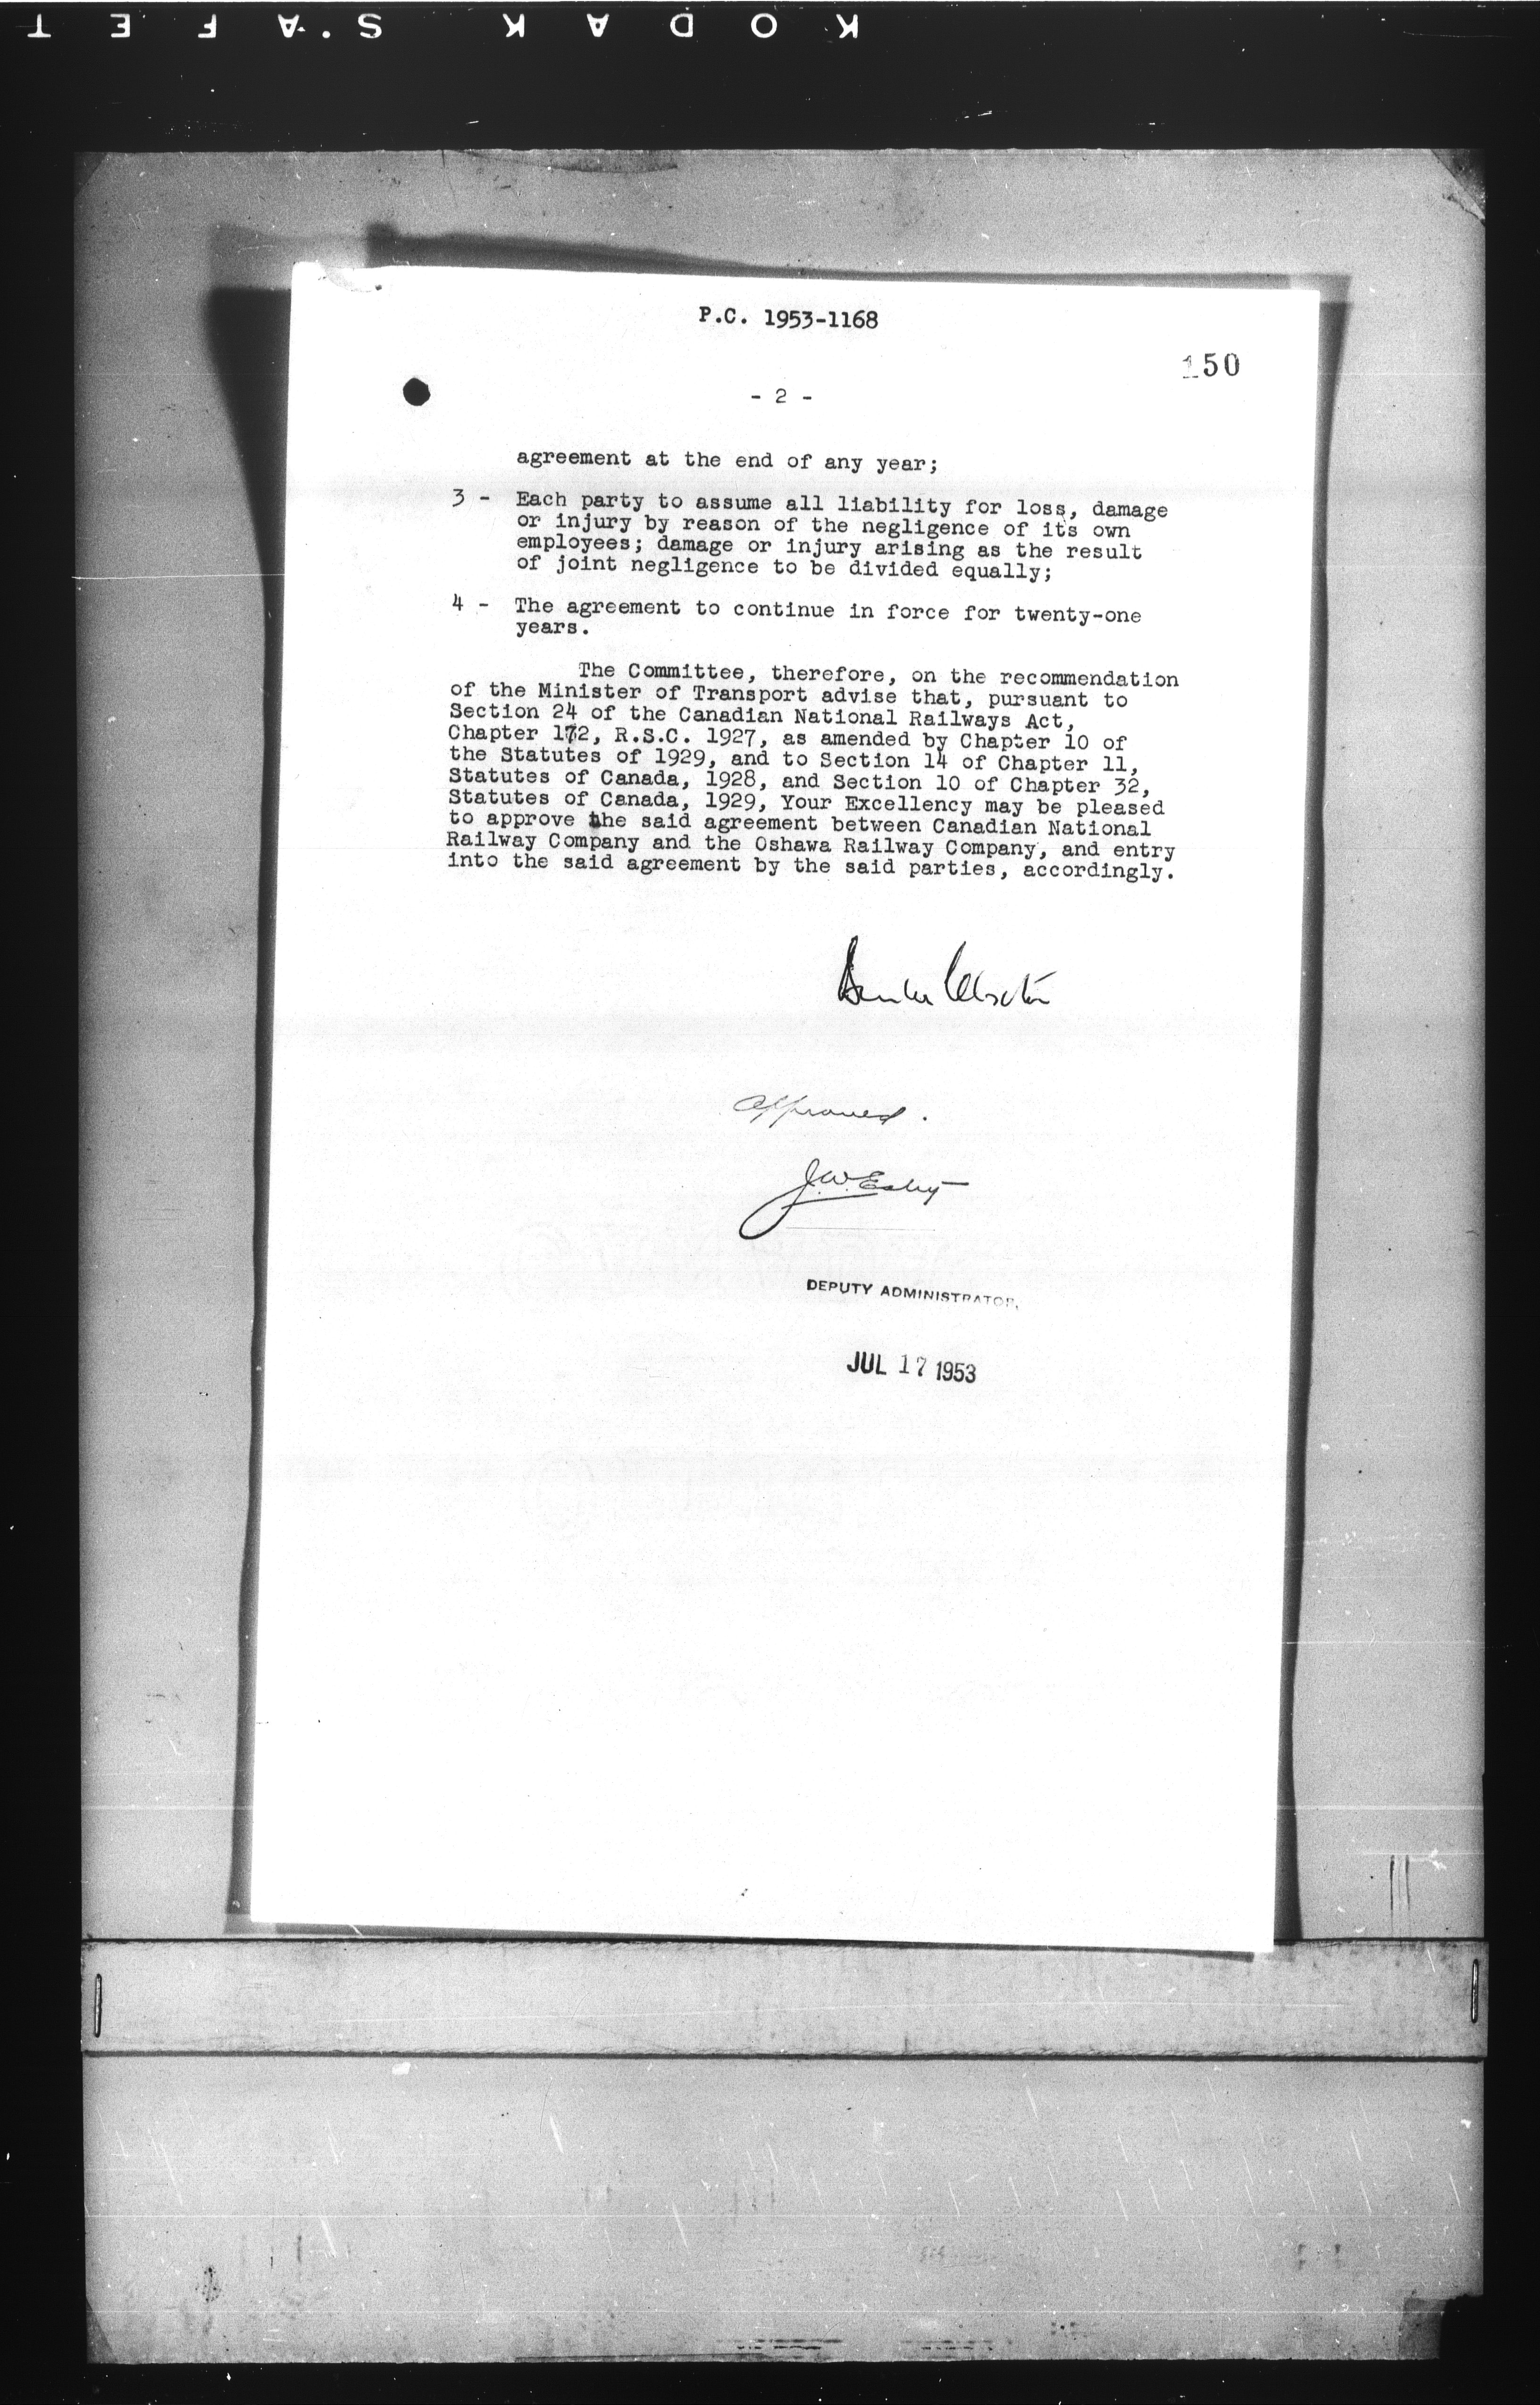 KODAK SAFET
P.C. 1953-1168
150
- 2 -
agreement at the end of any year;
3 - Each party to assume all liability for loss, damage
or injury by reason of the negligence of its own
employees; damage or injury arising as the result
of joint negligence to be divided equally;
4 - The agreement to continue in force for twenty-one
years.
The Committee, therefore, on the recommendation
of the Minister of Transport advise that, pursuant to
Section 24 of the Canadian National Railways Act,
Chapter 172, R.S.C. 1927, as amended by Chapter 10 of
the Statutes of 1929, and to Section 14 of Chapter 11,
Statutes of Canada, 1928, and Section 10 of Chapter 32,
Statutes of Canada, 1929, Your Excellency may be pleased
to approve the said agreement between Canadian National
Railway Company and the Oshawa Railway Company, and entry
into the said agreement by the said parties, accordingly.
Approved.
J.W. Estey
DEPUTY ADMINISTRATOR.
JUL 17 1953